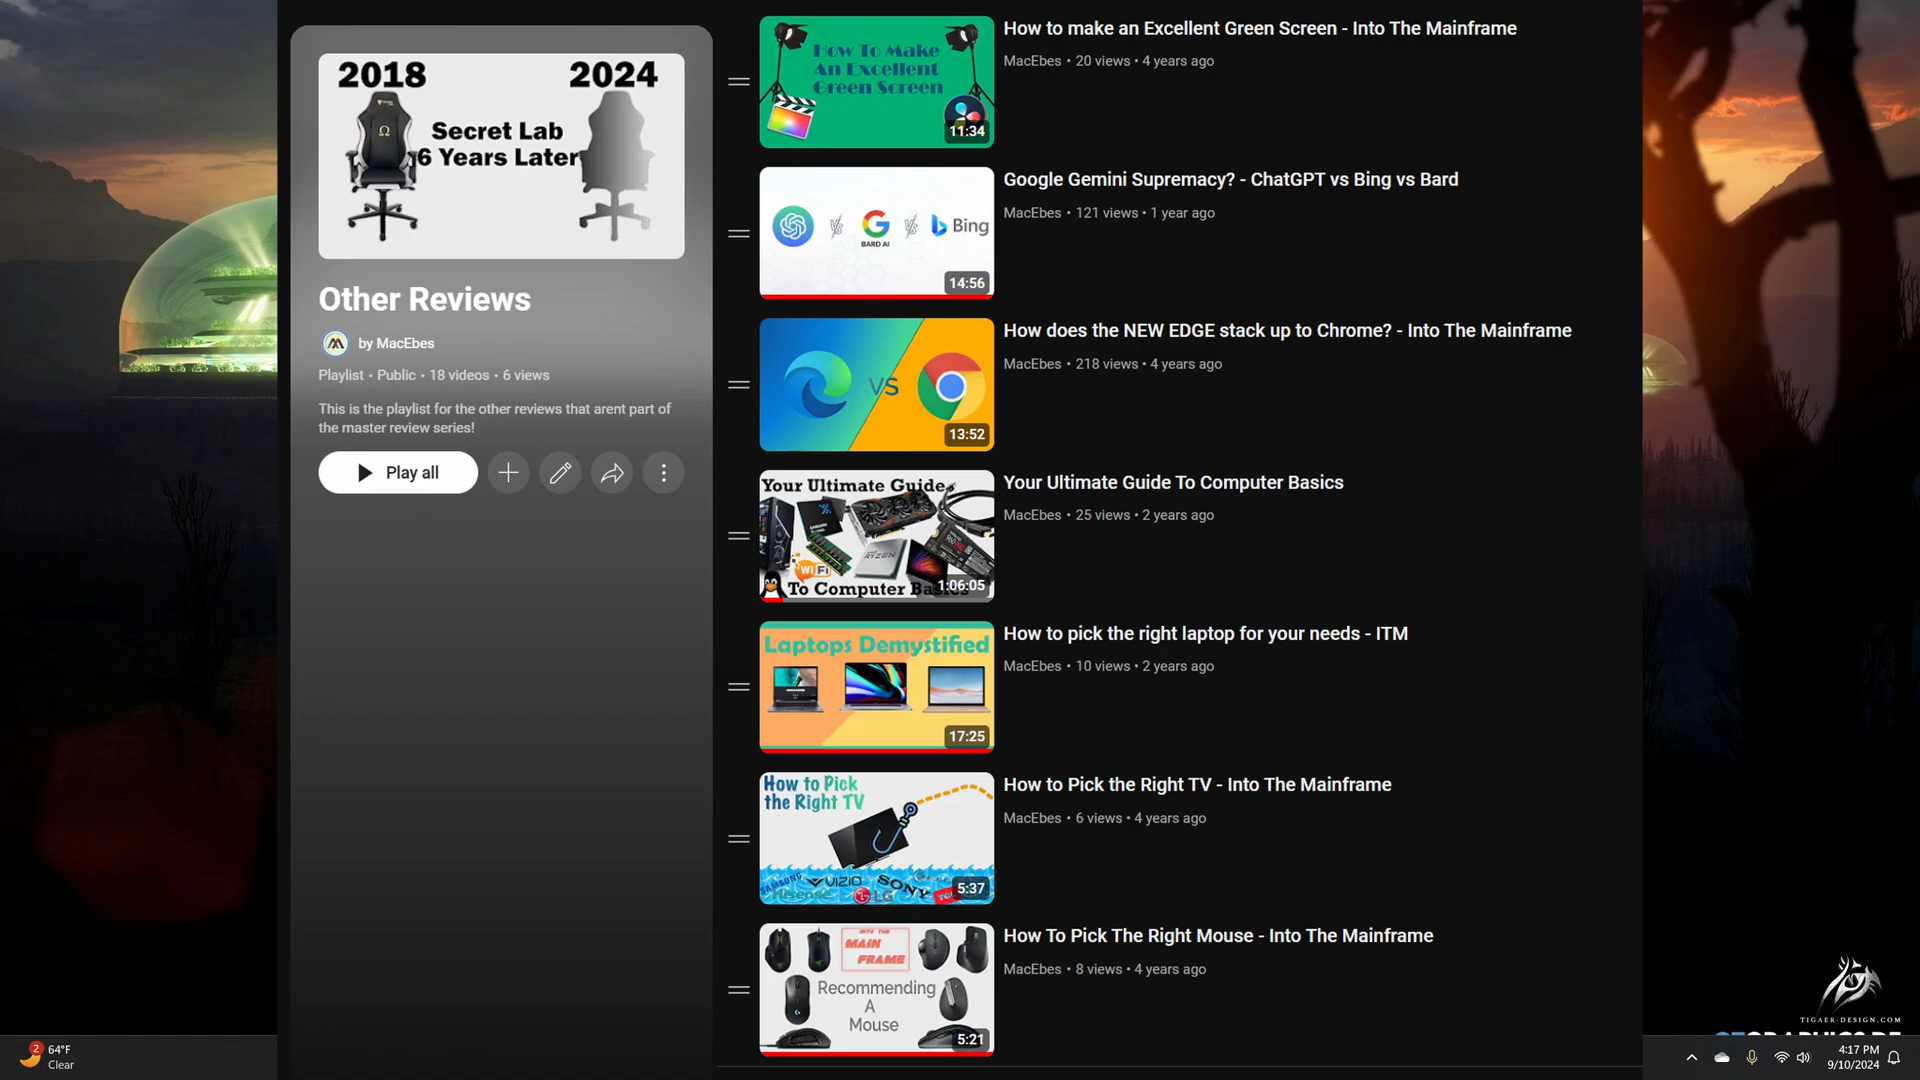 2018
2024
Secret Lab
6 Years Later
Other Reviews
by MacEbes
Playlist • Public • 18 videos • 6 views
This is the playlist for the other reviews that arent part of
the master review series!
Play all
How To Make
An Excellent
Green Screen
11:34
How to make an Excellent Green Screen - Into The Mainframe
MacEbes • 20 views • 4 years ago
VS
BARD AI
VS
Bing
14:56
Google Gemini Supremacy? - ChatGPT vs Bing vs Bard
MacEbes • 121 views • 1 year ago
VS
13:52
How does the NEW EDGE stack up to Chrome? - Into The Mainframe
MacEbes • 218 views • 4 years ago
Your Ultimate Guide
RYZEN
WiFi
To Computer Basics
1:06:05
Your Ultimate Guide To Computer Basics
MacEbes • 25 views • 2 years ago
Laptops Demystified
17:25
How to pick the right laptop for your needs - ITM
MacEbes • 10 views • 2 years ago
How to Pick
the Right TV
SAMSUNG
VIZIO
SONY
Hisense
LG
5:37
How to Pick the Right TV - Into The Mainframe
MacEbes • 6 views • 4 years ago
INTO THE
MAIN
FRAME
Recommending
A
Mouse
5:21
How To Pick The Right Mouse - Into The Mainframe
MacEbes • 8 views • 4 years ago
TIGAER-DESIGN.COM
2
64°F
Clear
4:17 PM
9/10/2024